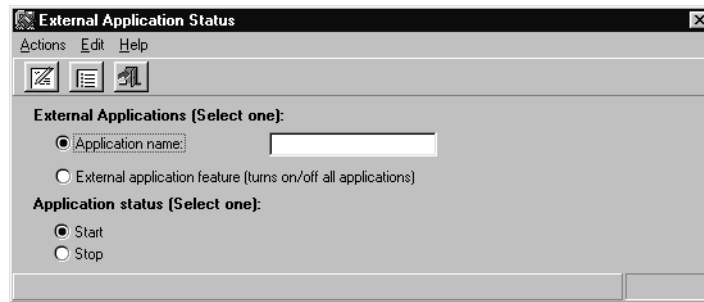 External Application Status
Actions Edit Help
External Applications (Select one):
Application name:
External application feature (turns on/off all applications)
Application status (Select one):
Start
Stop